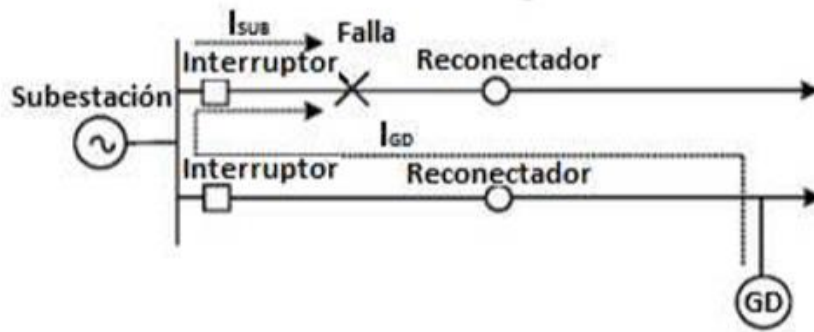 ISUB
Falla
Interruptor
Reconectador
Subestación
IGD
Interruptor
Reconectador
GD